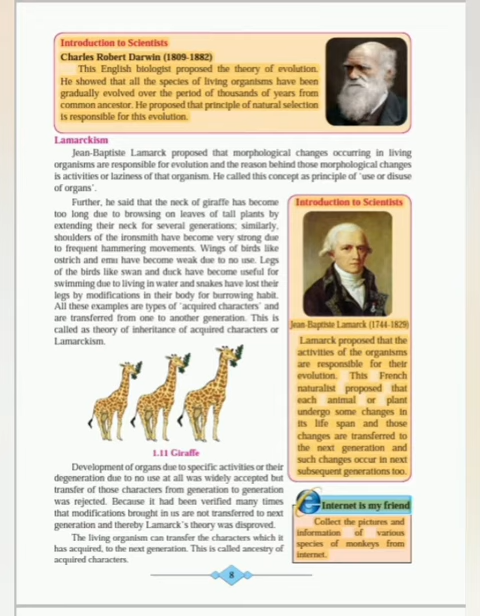 Introduction to Scientists
Charles Robert Darwin (1809-1882)
This English biologist proposed the theory of evolution.
He showed that all the species of living organisms have been
gradually evolved over the period of thousands of years from
common ancestor. He proposed that principle of natural selection
is responsible for this evolution.
Lamarckism
Jean-Baptiste Lamarck proposed that morphological changes occurring in living
organisms are responsible for evolution and the reason behind those morphological changes
is activities or laziness of that organism. He called this concept as principle of 'use or disuse
of organs'.
Further, he said that the neck of giraffe has become
too long due to browsing on leaves of tall plants by
extending their neck for several generations; similarly,
shoulders of the ironsmith have become very strong due
to frequent hammering movements. Wings of birds like
ostrich and emu have become weak due to no use. Legs
of the birds like swan and duck have become useful for
swimming due to living in water and snakes have lost their
legs by modifications in their body for burrowing habit.
All these examples are types of 'acquired characters' and
are transferred from one to another generation. This is
called as theory of inheritance of acquired characters or
Lamarckism.
1.11 Giraffe
Development of organs due to specific activities or their
degeneration due to no use at all was widely accepted but
transfer of those characters from generation to generation
was rejected. Because it had been verified many times
that modifications brought in us are not transferred to next
generation and thereby Lamarck's theory was disproved.
The living organism can transfer the characters which it
has acquired, to the next generation. This is called ancestry of
acquired characters.
Introduction to Scientists
Jean-Baptiste Lamarck (1744-1829)
Lamarck proposed that the
activities of the organisms
are responsible for their
evolution. This French
naturalist proposed that
each animal or plant
undergo some changes in
its life span and those
changes are transferred to
the next generation and
such changes occur in next
subsequent generations too.
Internet is my friend
Collect the pictures and
information of various
species of monkeys from
internet.
8